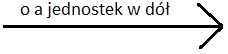 o a jednostek w dół